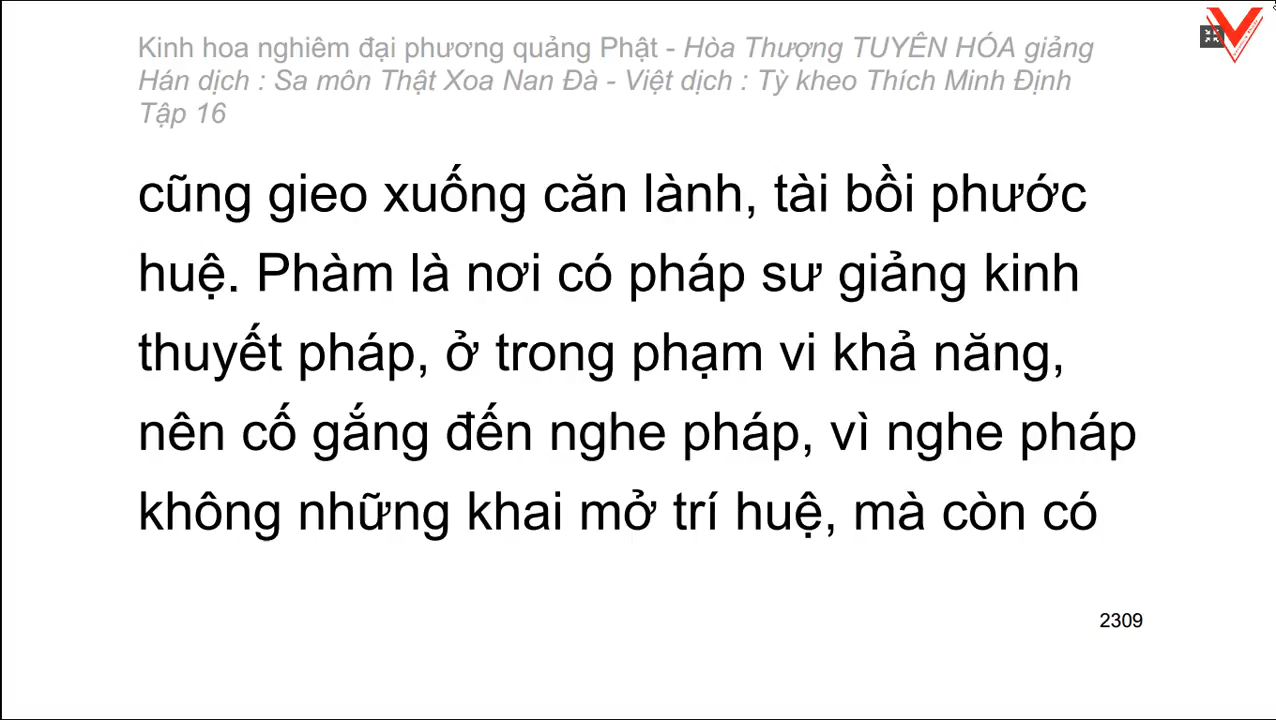 Kinh hoa nghiêm đại phương quảng Phật - Hòa Thượng TUYÊN HÓA giảng
Hán dịch : Sa môn Thật Xoa Nan Đà - Việt dịch : Tỳ kheo Thích Minh Định
Tập 16
cũng gieo xuống căn lành, tài bồi phước
huệ. Phàm là nơi có pháp sư giảng kinh
thuyết pháp, ở trong phạm vi khả năng,
nên cố gắng đến nghe pháp, vì nghe pháp
không những khai mở trí huệ, mà còn có
2309